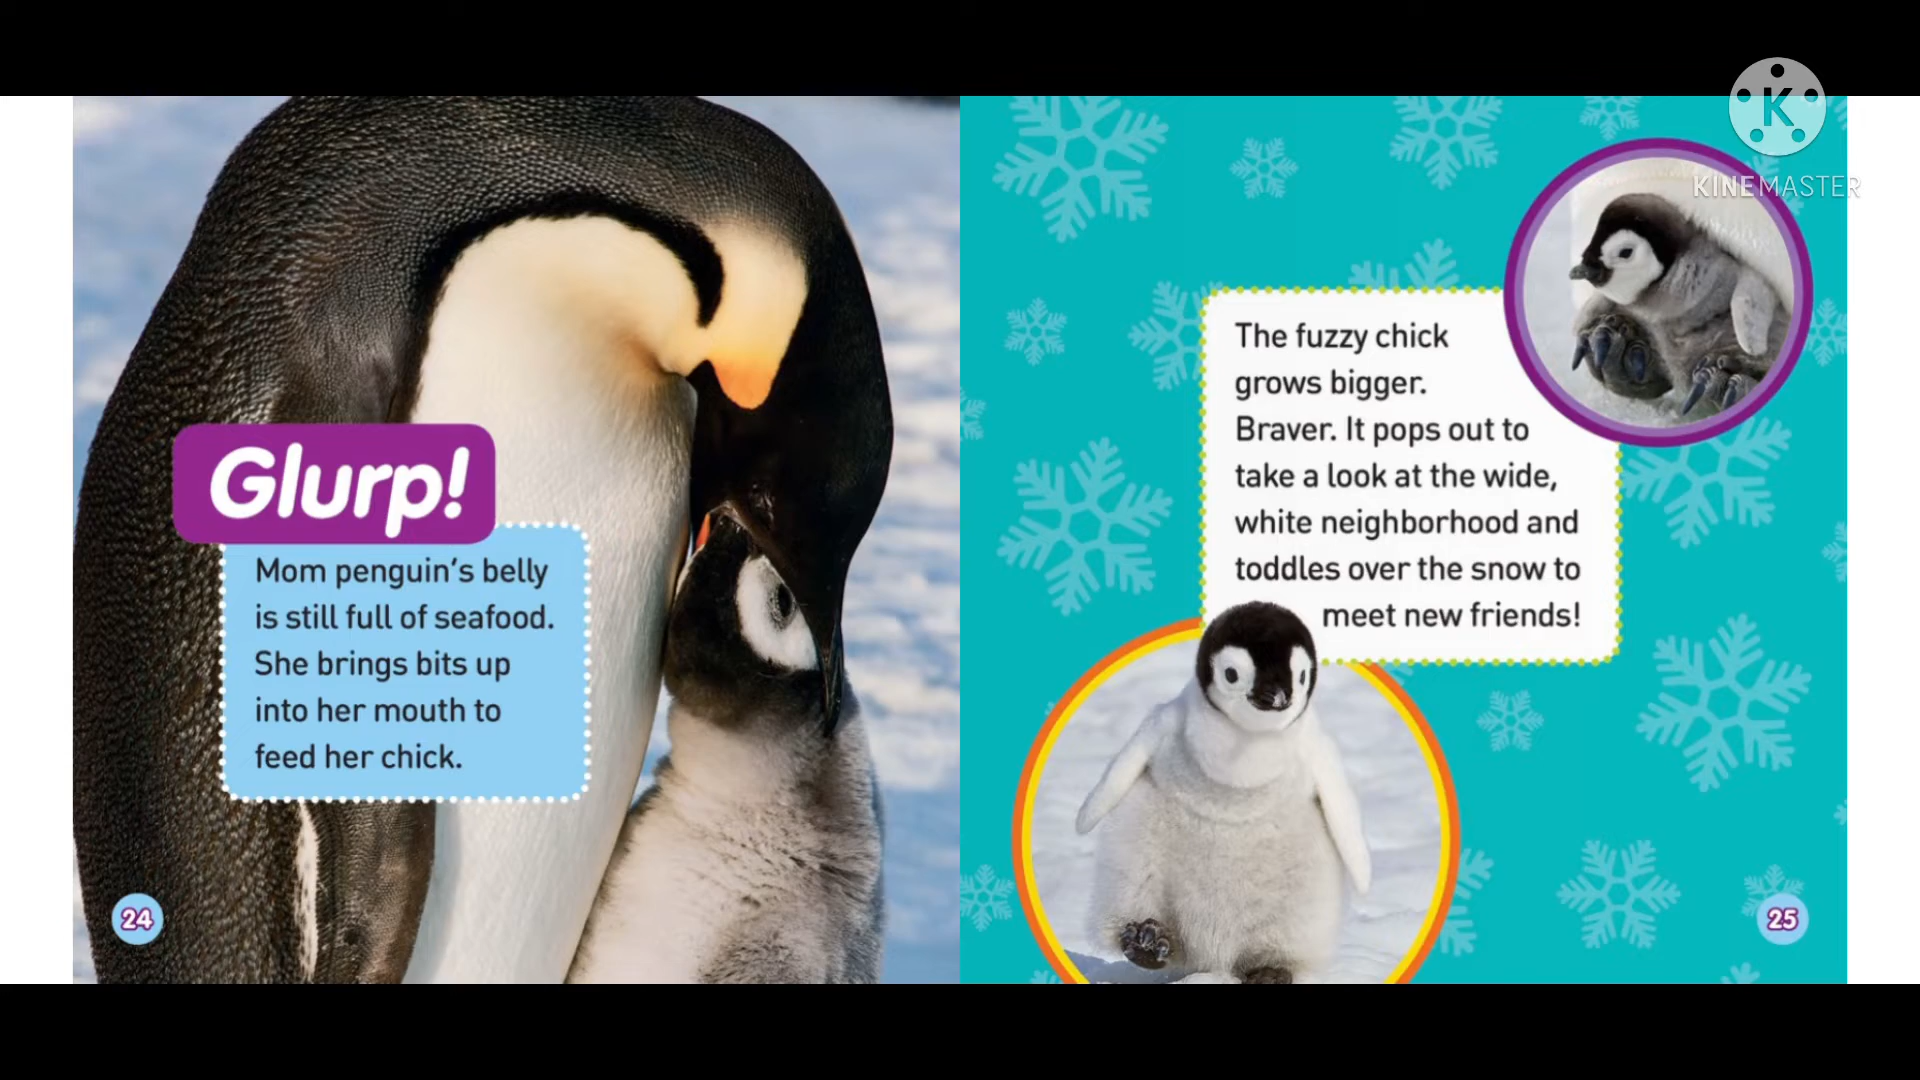 Glurp!
Mom penguin's belly
is still full of seafood.
She brings bits up
into her mouth to
feed her chick.
24
The fuzzy chick
grows bigger.
Braver. It pops out to
take a look at the wide,
white neighborhood and
toddles over the snow to
meet new friends!
25
K
KINEMASTER